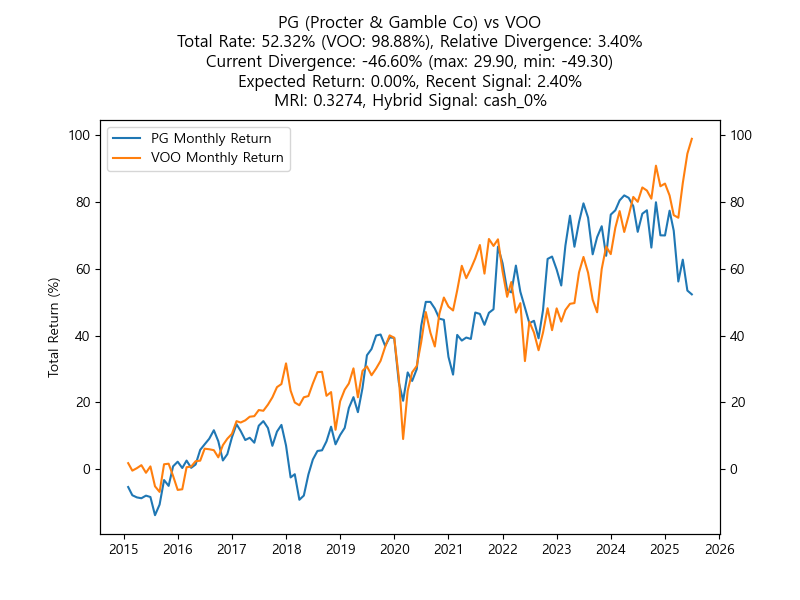 PG (Procter & Gamble Co) vs VOO
Total Rate: 52.32% (VOO: 98.88%), Relative Divergence: 3.40%
Current Divergence: -46.60% (max: 29.90, min: -49.30)
Expected Return: 0.00%, Recent Signal: 2.40%
MRI: 0.3274, Hybrid Signal: cash_0%
PG Monthly Return
VOO Monthly Return
Total Return (%)
100
80
60
40
20
0
100
80
60
40
20
0
2015 2016 2017 2018 2019 2020 2021 2022 2023 2024 2025 2026